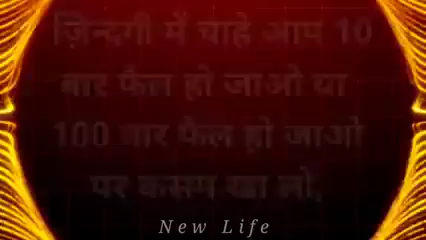 ज़िन्दगी में चाहे आप 10
बार फैल हो जाओ या
100 बार फैल हो जाओ
पर कसम खा लो,
New Life